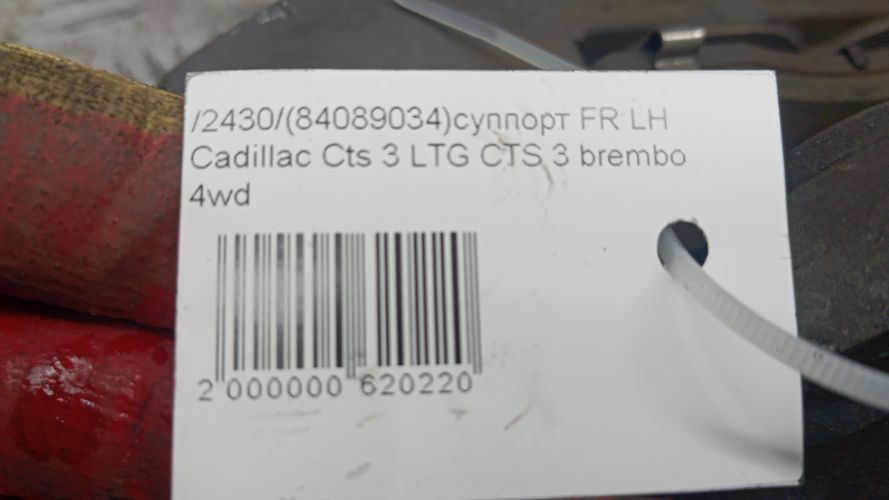 /2430/(84089034)суппорт FR LH
Cadillac Cts 3 LTG CTS 3 brembo
4wd
2 000000 620220